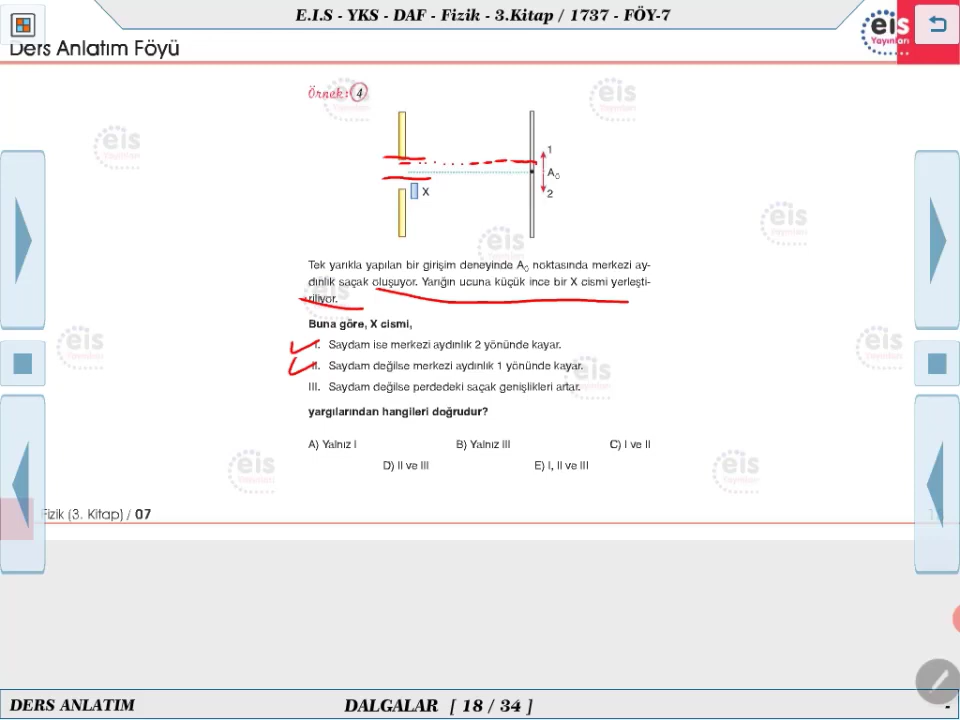 E.I.S - YKS - DAF - Fizik - 3.Kitap / 1737 - FÖY-7
eis
Yayınları
Ders Anlatım Föyü
Örnek: 4
1
A₀
2
X
Tek yarıkla yapılan bir girişim deneyinde A₀ noktasında merkezi ay-
dınlık saçak oluşuyor. Yarığın ucuna küçük ince bir X cismi yerleşti-
riliyor.
Buna göre, X cismi,
I. Saydam ise merkezi aydınlık 2 yönünde kayar.
II. Saydam değilse merkezi aydınlık 1 yönünde kayar.
III. Saydam değilse perdedeki saçak genişlikleri artar.
yargılarından hangileri doğrudur?
A) Yalnız I B) Yalnız III C) I ve II
D) II ve III E) I, II ve III
Fizik (3. Kitap) / 07
DERS ANLATIM DALGALAR [ 18 / 34 ] -